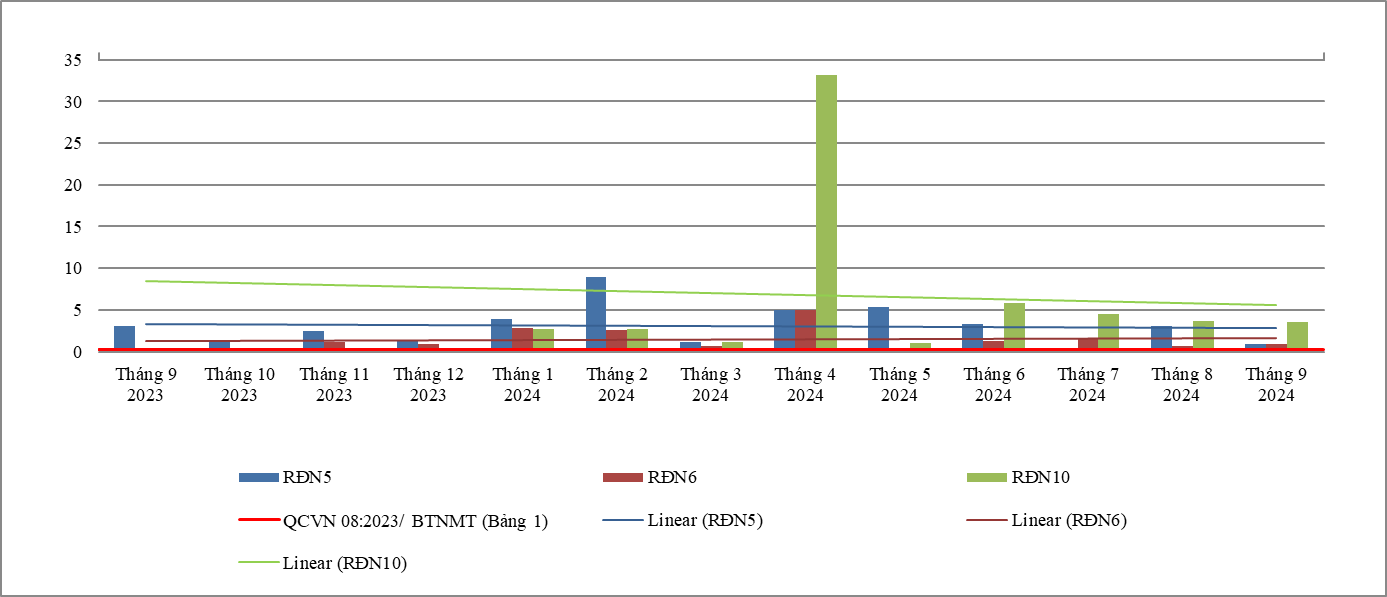 35
30
25
20
15
10
5
0
Tháng 9 2023
Tháng 10 2023
Tháng 11 2023
Tháng 12 2023
Tháng 1 2024
Tháng 2 2024
Tháng 3 2024
Tháng 4 2024
Tháng 5 2024
Tháng 6 2024
Tháng 7 2024
Tháng 8 2024
Tháng 9 2024
RĐN5
RĐN6
RĐN10
QCVN 08:2023/ BTNMT (Bảng 1)
Linear (RĐN5)
Linear (RĐN6)
Linear (RĐN10)